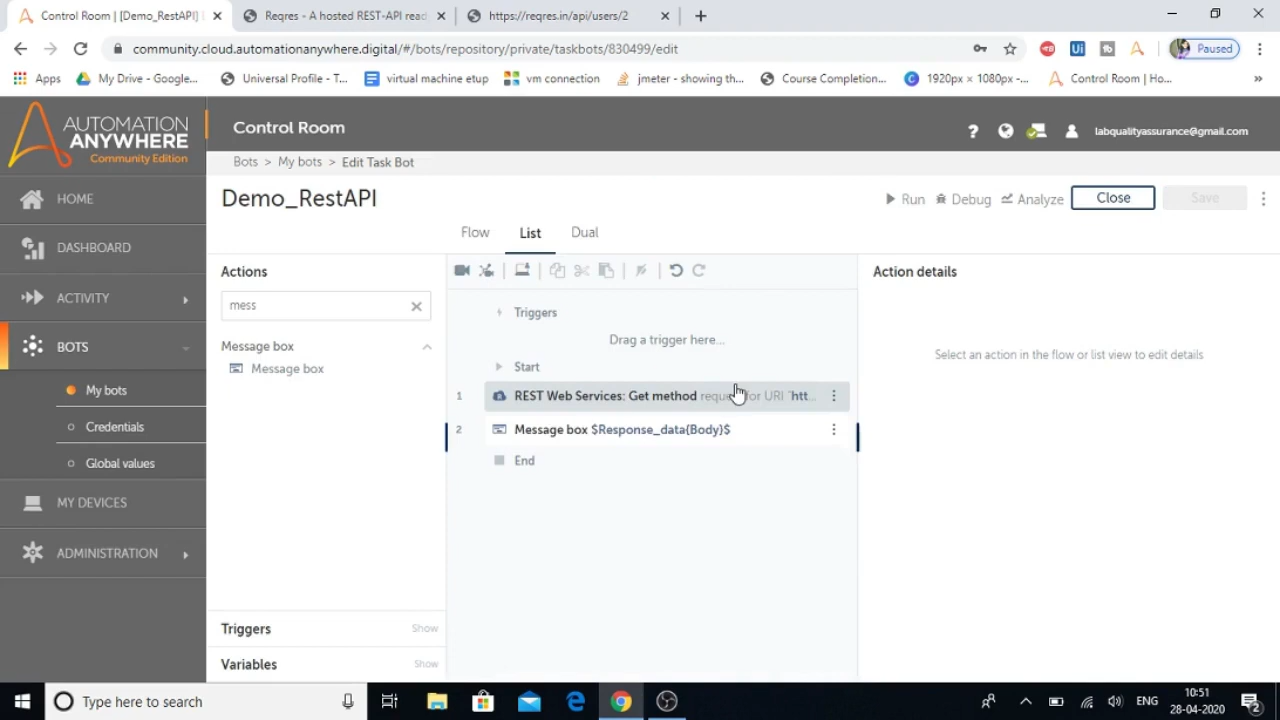 Control Room | [Demo_RestAPI]
Reqres - A hosted REST-API read
https://reqres.in/api/users/2
community.cloud.automationanywhere.digital/#/bots/repository/private/taskbots/830499/edit
Paused
Apps
My Drive - Google...
Universal Profile - T...
virtual machine etup
vm connection
jmeter - showing th...
Course Completion...
1920px × 1080px -...
Control Room | Ho...
»
AUTOMATION
ANYWHERE
Community Edition
Control Room
labqualityassurance@gmail.com
Bots > My bots > Edit Task Bot
HOME
DASHBOARD
ACTIVITY
BOTS
My bots
Credentials
Global values
MY DEVICES
ADMINISTRATION
Demo_RestAPI
Run
Debug
Analyze
Close
Save
Flow
List
Dual
Actions
mess
Message box
Message box
Triggers Show
Variables Show
Triggers
Drag a trigger here...
Start
1 REST Web Services: Get method for URI "htt...
2 Message box $Response_data{Body}$
End
Action details
Select an action in the flow or list view to edit details
Type here to search
ENG
10:51
28-04-2020
2